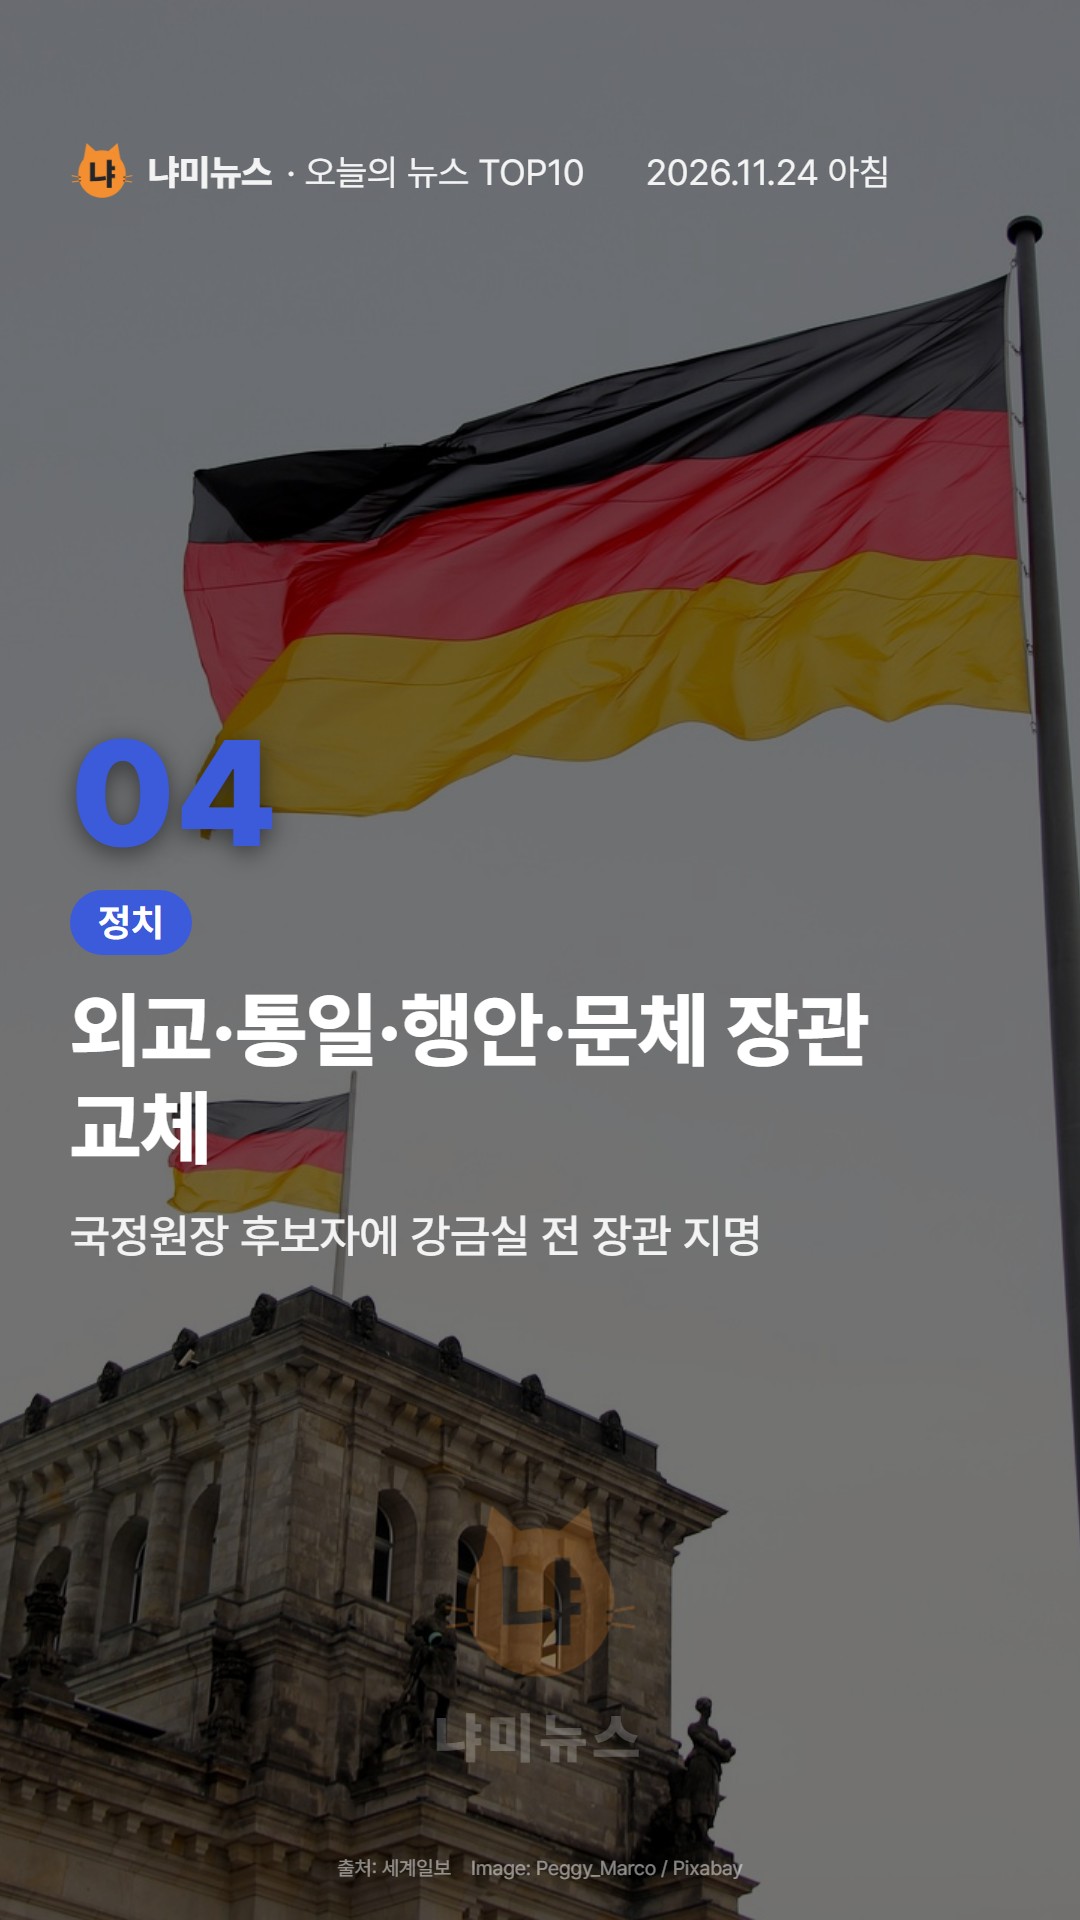 냐 냐미뉴스 · 오늘의 뉴스 TOP10 2026.11.24 아침
04
정치
외교·통일·행안·문체 장관
교체
국정원장 후보자에 강금실 전 장관 지명
냐
냐미뉴스
출처: 세계일보 Image: Peggy_Marco / Pixabay